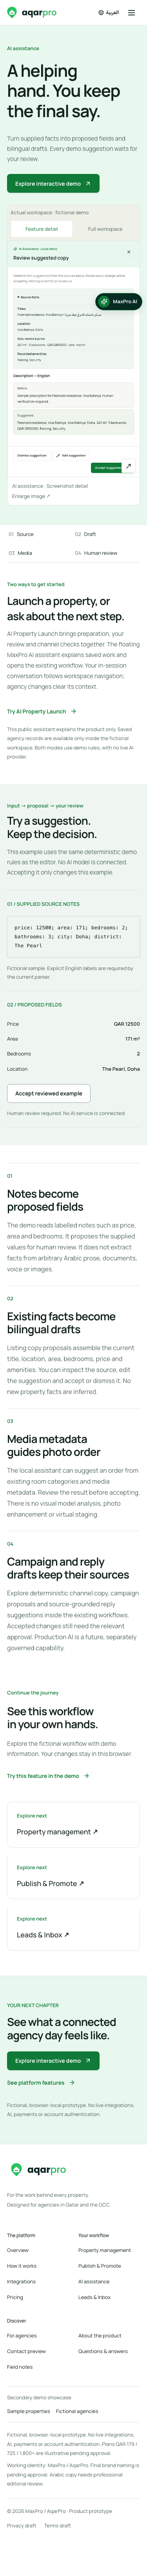 aqarpro
العربية
AI assistance
A helping
hand. You keep
the final say.
Turn supplied facts into proposed fields and
bilingual drafts. Every demo suggestion waits for
your review.
Explore interactive demo ↗
Actual workspace · fictional demo
Feature detail
Full workspace
Review suggested copy
MaxPro AI
Source facts
Title
Location
Parking, Security
Description — English
Before
Suggested
Dismiss suggestion
Edit suggestion
Accept suggestion
AI assistance · Screenshot detail
Enlarge image ↗
01 Source
02 Draft
03 Media
04 Human review
Two ways to get started
Launch a property, or
ask about the next step.
AI Property Launch brings preparation, your
review and channel checks together. The floating
MaxPro AI assistant explains saved work and
opens existing workflows. Your in-session
conversation follows workspace navigation;
agency changes clear its context.
Try AI Property Launch →
This public assistant explains the product only. Saved
agency records are available only inside the fictional
workspace. Both modes use demo rules, with no live AI
provider.
Input → proposal → your review
Try a suggestion.
Keep the decision.
This example uses the same deterministic demo
rules as the editor. No AI model is connected.
Accepting it only changes this example.
01 / SUPPLIED SOURCE NOTES
price: 12500; area: 171; bedrooms: 2;
bathrooms: 3; city: Doha; district:
The Pearl
Fictional sample. Explicit English labels are required by
the current parser.
02 / PROPOSED FIELDS
Price QAR 12500
Area 171 m²
Bedrooms 2
Location The Pearl, Doha
Accept reviewed example
Human review required. No AI service is connected.
01
Notes become
proposed fields
The demo reads labelled notes such as price,
area and bedrooms. It proposes the supplied
values for human review. It does not extract
facts from arbitrary Arabic prose, documents,
voice or images.
02
Existing facts become
bilingual drafts
Listing copy proposals assemble the current
title, location, area, bedrooms, price and
amenities. You can inspect the source, edit
the suggestion and accept or dismiss it. No
new property facts are inferred.
03
Media metadata
guides photo order
The local assistant can suggest an order from
existing room categories and media
metadata. Review the result before accepting.
There is no visual model analysis, photo
enhancement or virtual staging.
04
Campaign and reply
drafts keep their sources
Explore deterministic channel copy, campaign
proposals and source-grounded reply
suggestions inside the existing workflows.
Accepted changes still need the relevant
approval. Live AI is a future, separately
governed capability.
Continue the journey
See this workflow
in your own hands.
Explore the fictional workflow with demo
information. Your changes stay in this browser.
Try this feature in the demo →
Explore next
Property management ↗
Explore next
Publish & Promote ↗
Explore next
Leads & Inbox ↗
YOUR NEXT CHAPTER
See what a connected
agency day feels like.
Explore interactive demo ↗
See platform features →
Fictional, browser-local prototype. No live integrations,
AI, payments or account authentication.
aqarpro
For the work behind every property.
Designed for agencies in Qatar and the GCC.
The platform
Your workflow
Overview
Property management
How it works
Publish & Promote
Integrations
AI assistance
Pricing
Leads & Inbox
Discover
For agencies
About the product
Contact preview
Questions & answers
Field notes
Secondary demo showcase
Sample properties Fictional agencies
Fictional, browser-local prototype. No live integrations,
AI, payments or account authentication. Plans QAR 179 /
725 / 1,800+ are illustrative pending approval.
Working identity: MaxPro / AqarPro. Final brand naming is
pending approval. Arabic copy needs professional
editorial review.
© 2026 MaxPro / AqarPro · Product prototype
Privacy draft Terms draft